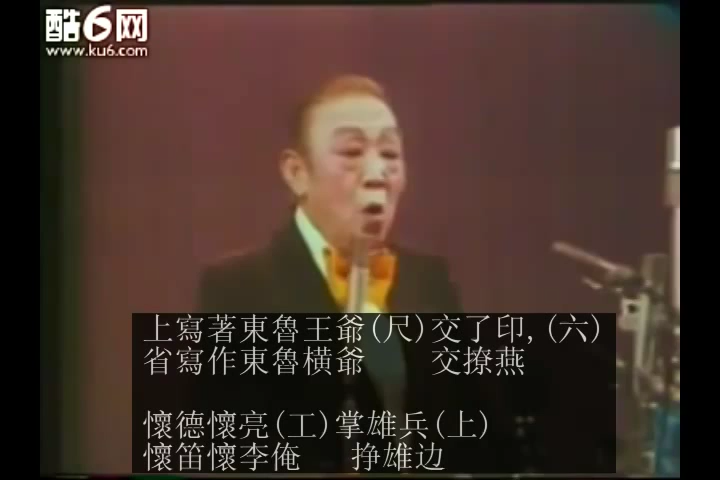 酷6网
www.ku6.com
上寫著東魯王爺(尺)交了印,(六)
省寫作東魯横爺 交撩燕
懷德懷亮(工)掌雄兵(上)
懷笛懷李俺 挣雄边